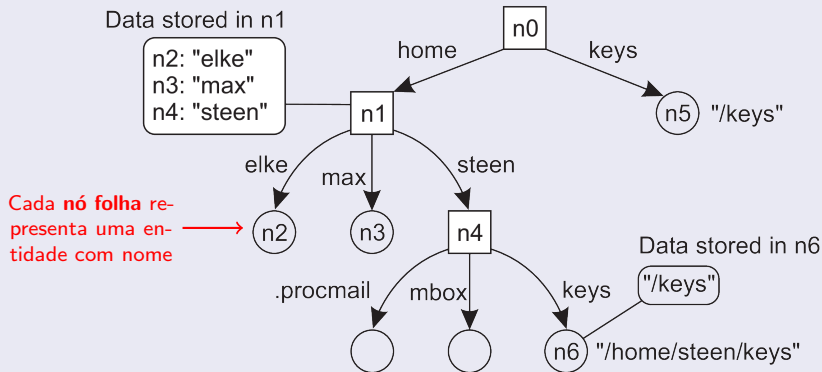 Data stored in n1
n0
home
keys
n2: "elke"
n3: "max"
n4: "steen"
n1
n5
"/keys"
elke
max
steen
Cada nó folha re-
presenta uma en-
tidade com nome
n2
n3
n4
Data stored in n6
"/keys"
.procmail
mbox
keys
n6
"/home/steen/keys"